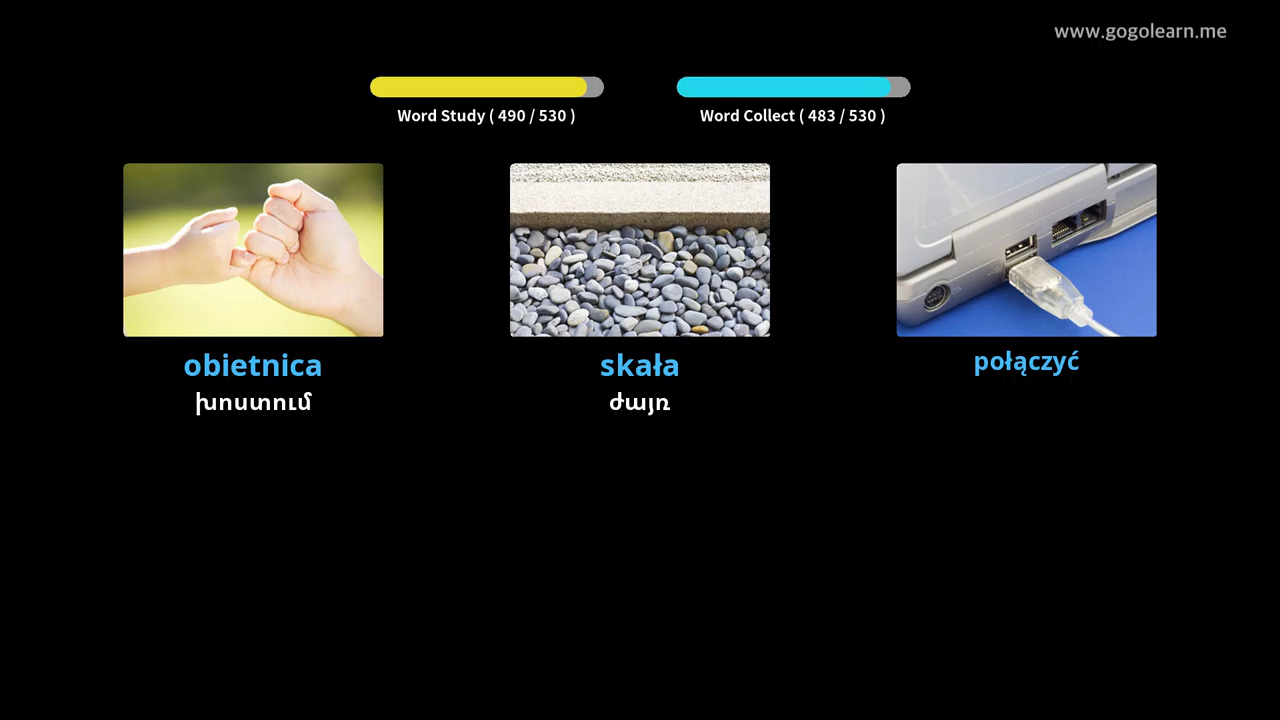 www.gogolearn.me
Word Study ( 490 / 530 )
Word Collect ( 483 / 530 )
obietnica
խոստում
skała
ժայռ
połączyć